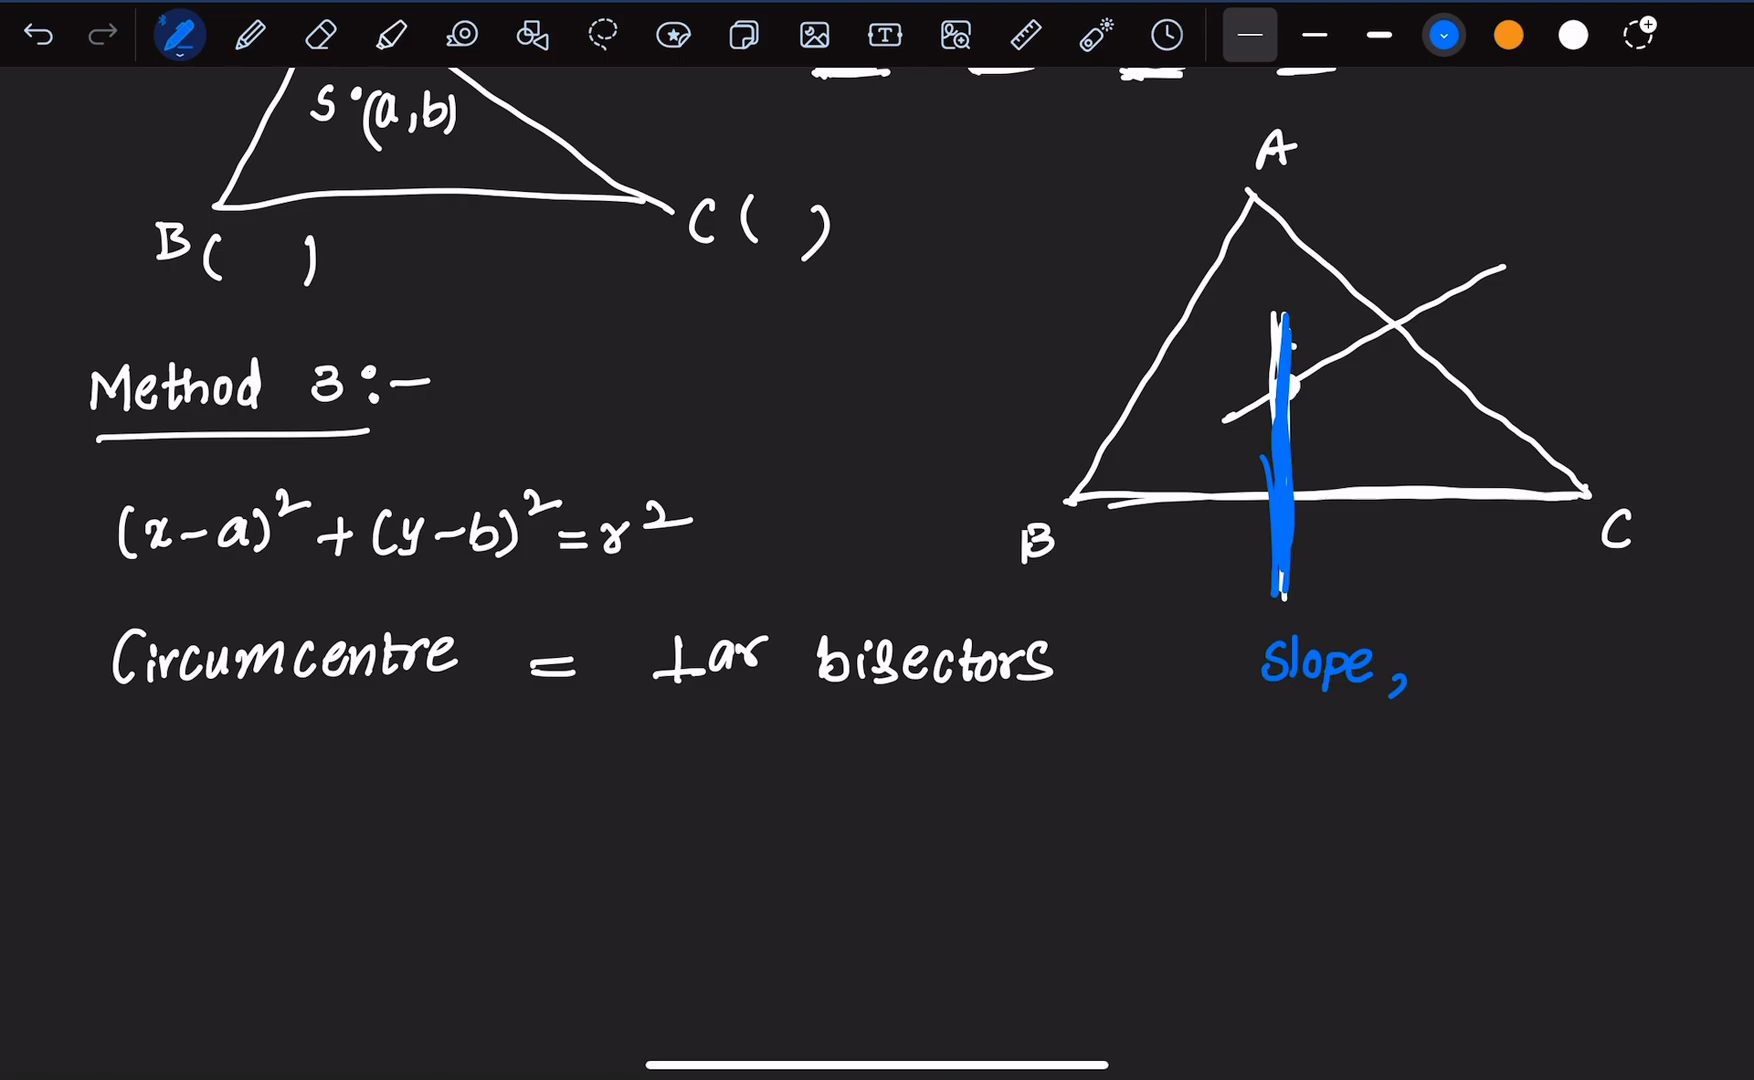 S (a,b)
B( )
C( )
A
Method 3:-
(x-a)²+(y-b)²=r²
B
C
Circumcentre = ⊥ar bisectors
Slope,